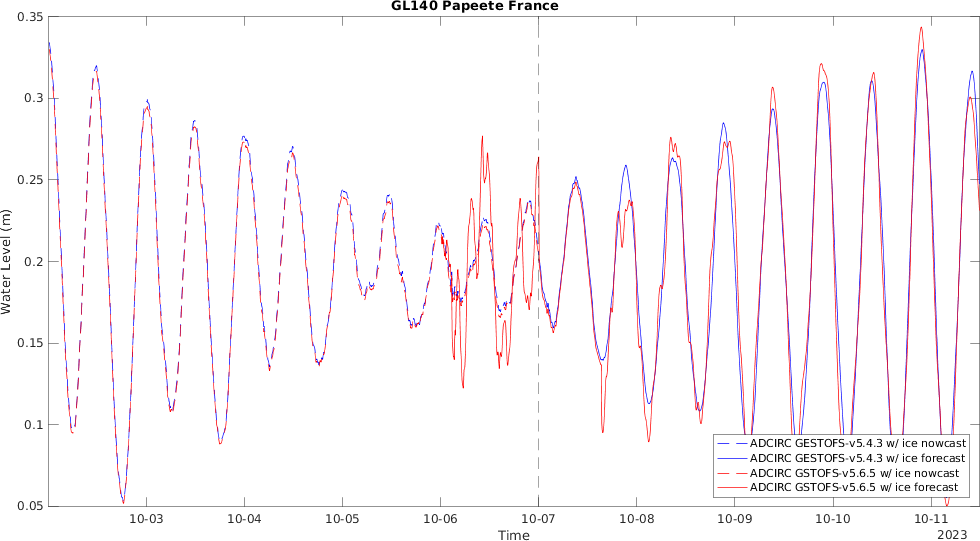 GL140 Papeete France
0.35
0.3
0.25
0.2
0.15
0.1
0.05
Water Level (m)
10-03
10-04
10-05
10-06
10-07
10-08
10-09
10-10
10-11
Time
2023
ADCIRC GESTOFS-v5.4.3 w/ ice nowcast
ADCIRC GESTOFS-v5.4.3 w/ ice forecast
ADCIRC GSTOFS-v5.6.5 w/ ice nowcast
ADCIRC GSTOFS-v5.6.5 w/ ice forecast